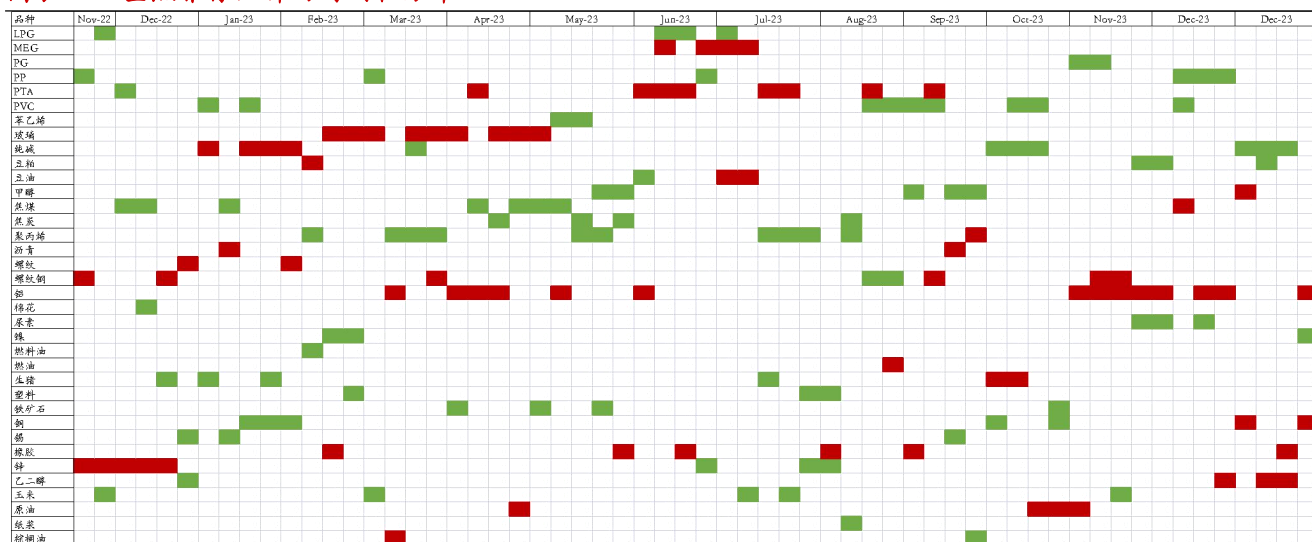 品种 Nov-22 Dec-22 Jan-23 Feb-23 Mar-23 Apr-23 May-23 Jun-23 Jul-23 Aug-23 Sep-23 Oct-23 Nov-23 Dec-23 Dec-23
LPG
MEG
PG
PP
PTA
PVC
苯乙烯
玻璃
纯碱
豆粕
豆油
甲醇
焦煤
焦炭
聚丙烯
沥青
螺纹
螺纹钢
铝
棉花
尿素
镍
燃料油
燃油
生猪
塑料
铁矿石
铜
锡
橡胶
锌
乙二醇
玉米
原油
纸浆
棕榈油